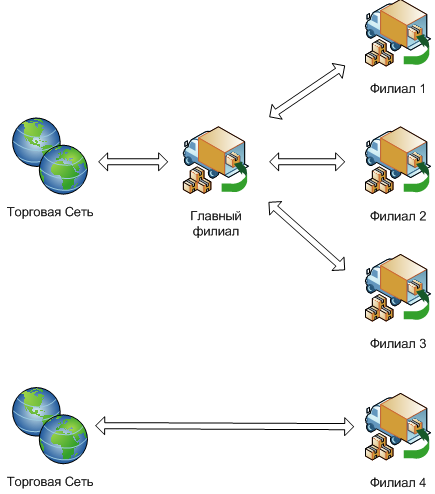 Филиал 1
Торговая Сеть
Главный
филиал
Филиал 2
Филиал 3
Торговая Сеть
Филиал 4